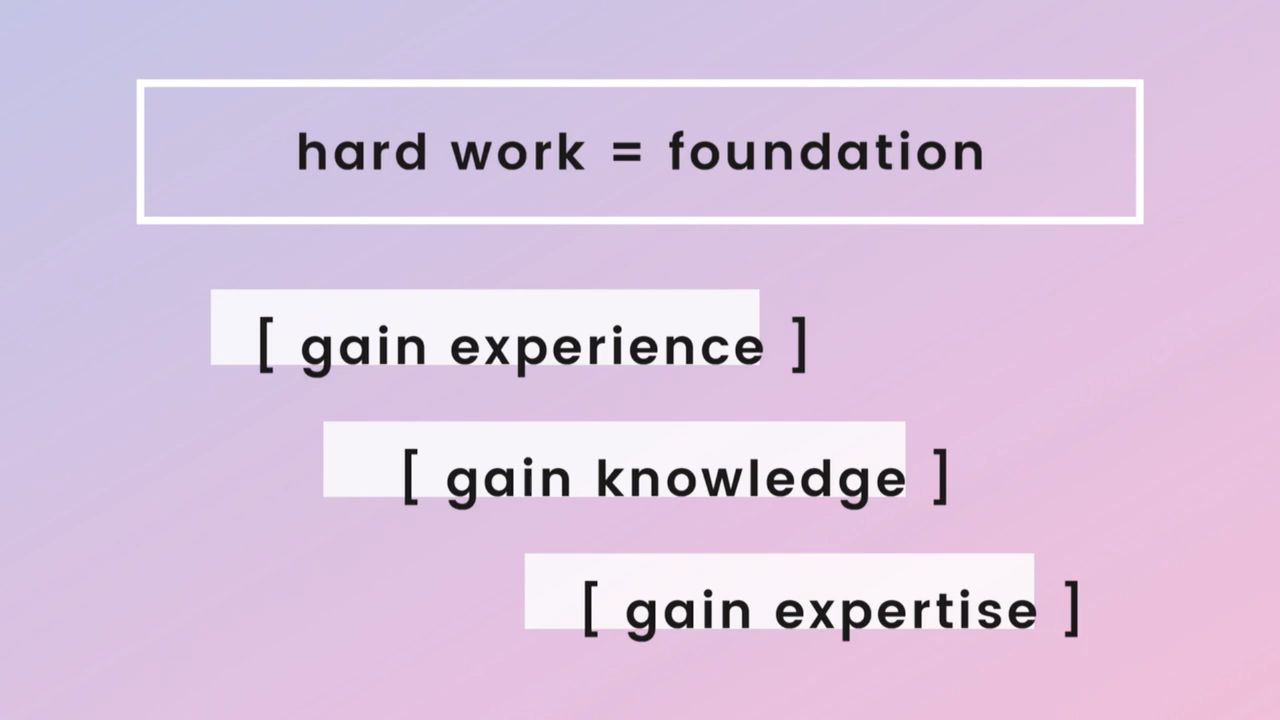 hard work = foundation
[ gain experience ]
[ gain knowledge ]
[ gain expertise ]